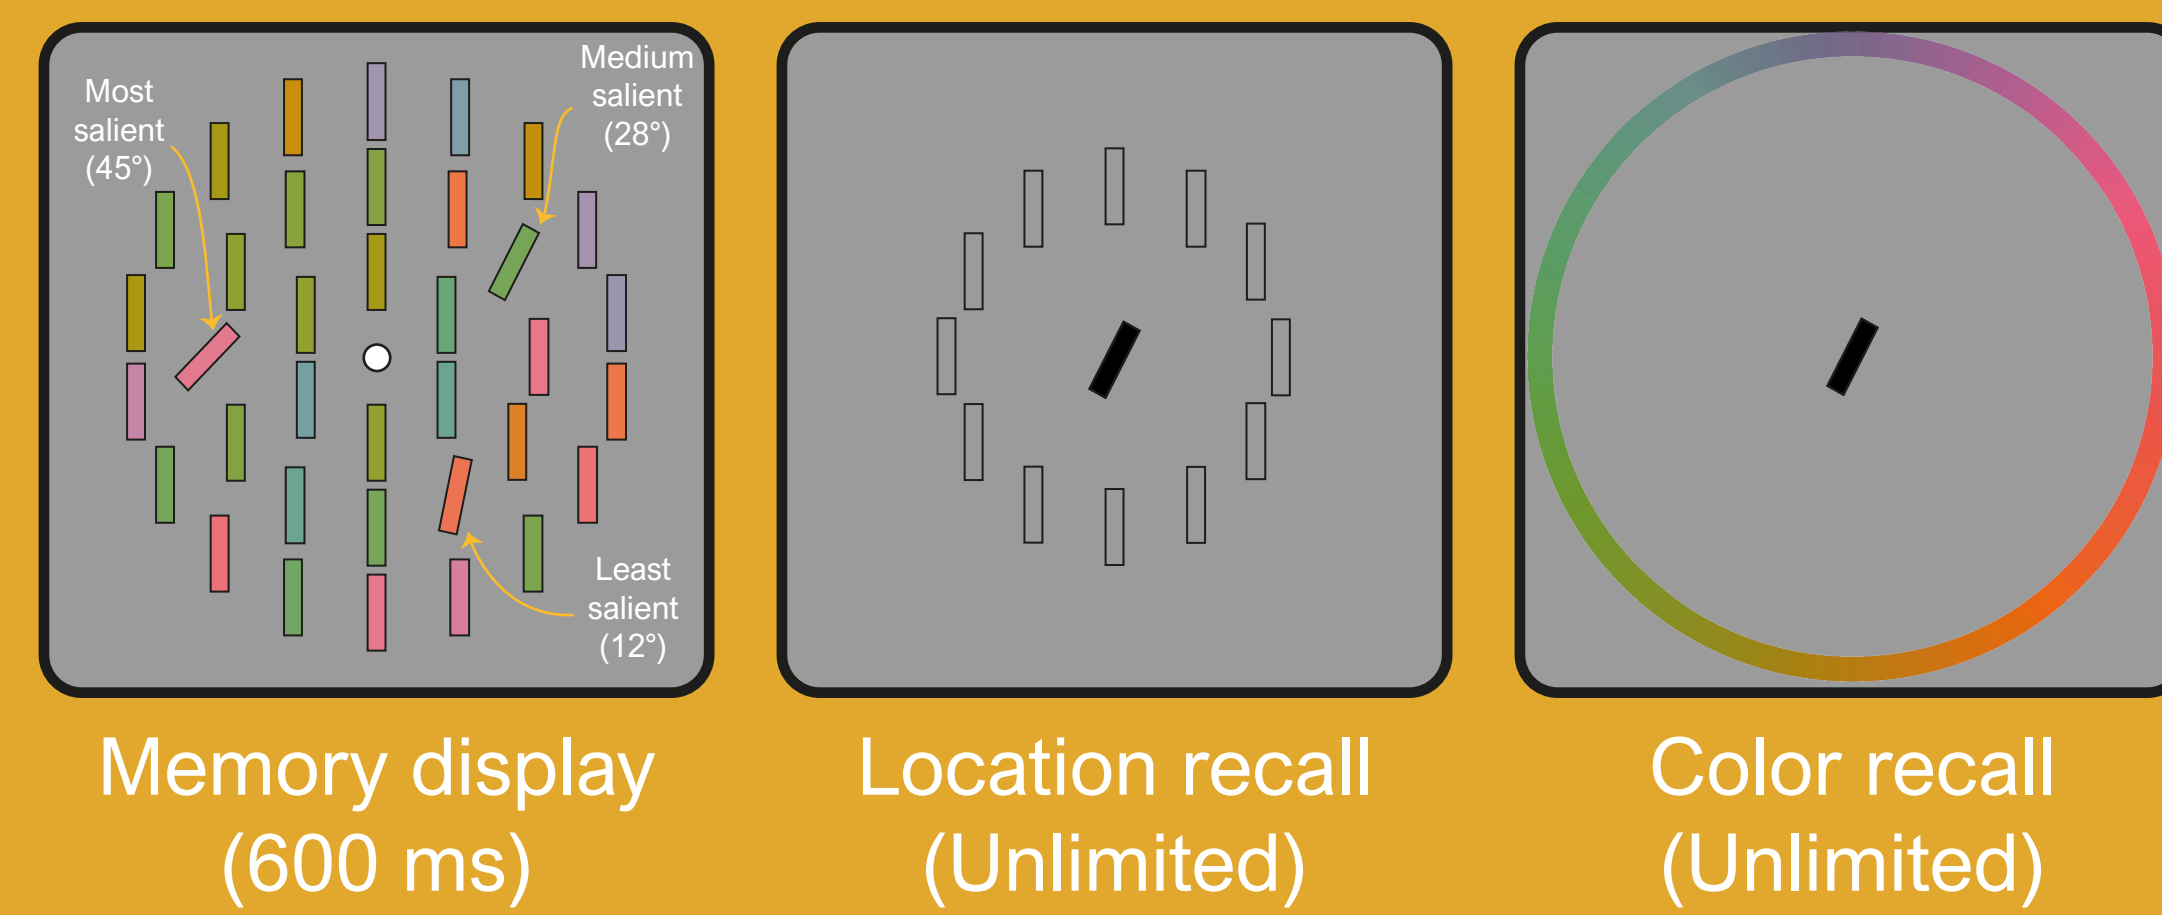 Most
salient
(45°)
Medium
salient
(28°)
Least
salient
(12°)
Memory display
(600 ms)
Location recall
(Unlimited)
Color recall
(Unlimited)